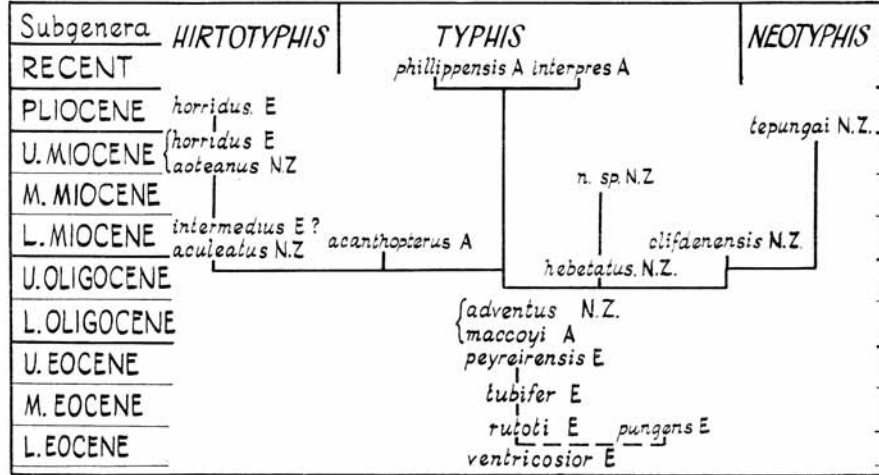 Subgenera HIRTOTYPHIS TYPHIS NEOTYPHIS
RECENT phillippensis A interpres A
PLIOCENE horridus. E tepungai N.Z.
U. MIOCENE { horridus E
aoteanus N.Z
M. MIOCENE n. sp. N.Z
L. MIOCENE intermedius E ?
aculeatus N.Z acanthopterus A clifdenensis N.Z.
U. OLIGOCENE hebetatus. N.Z.
L. OLIGOCENE { adventus N.Z.
maccoyi A
U. EOCENE peyreirensis E
M. EOCENE tubifer E
L. EOCENE rutoti E pungens E
ventricosior E